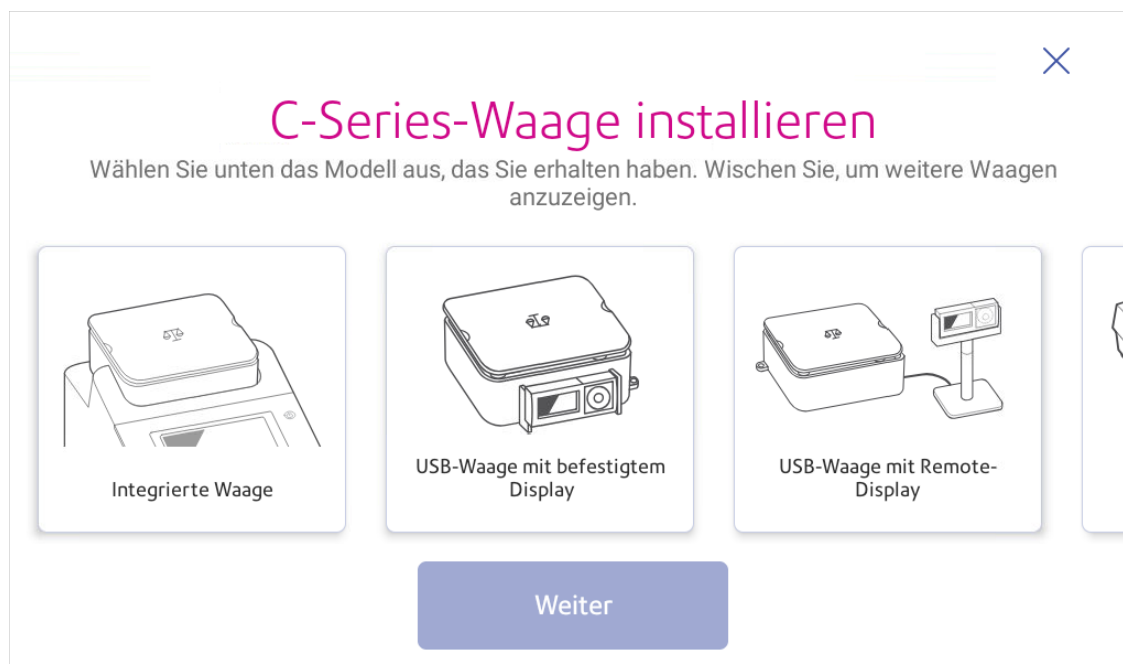 C-Series-Waage installieren
Wählen Sie unten das Modell aus, das Sie erhalten haben. Wischen Sie, um weitere Waagen
anzuzeigen.
Integrierte Waage
USB-Waage mit befestigtem
Display
USB-Waage mit Remote-
Display
Weiter